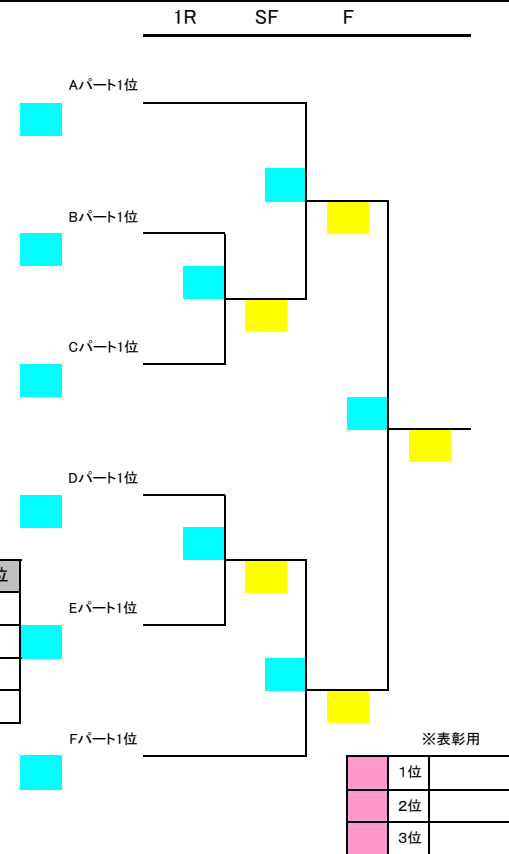 1R SF F
Aパート1位
Bパート1位
Cパート1位
Dパート1位
位
Eパート1位
Fパート1位
※表彰用
1位
2位
3位